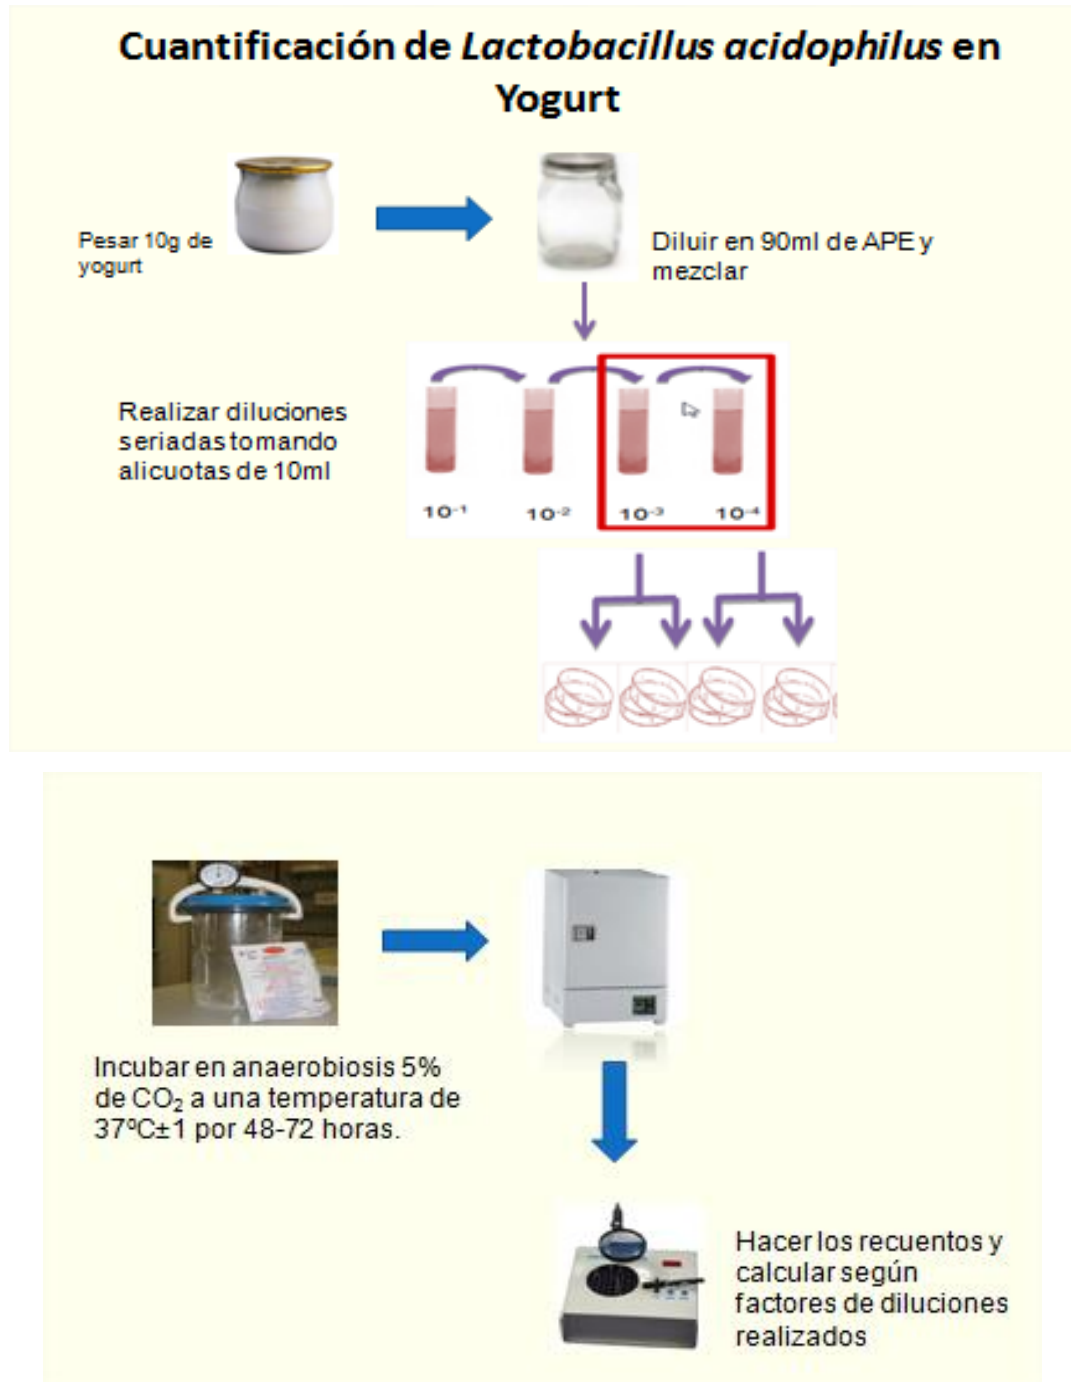 Cuantificación de Lactobacillus acidophilus en
Yogurt
Pesar 10g de
yogurt
Diluir en 90ml de APE y
mezclar
Realizar diluciones
seriadas tomando
alicuotas de 10ml
10⁻¹
10⁻²
10⁻³
10⁻⁴
Incubar en anaerobiosis 5%
de CO₂ a una temperatura de
37ºC±1 por 48-72 horas.
Hacer los recuentos y
calcular según
factores de diluciones
realizados